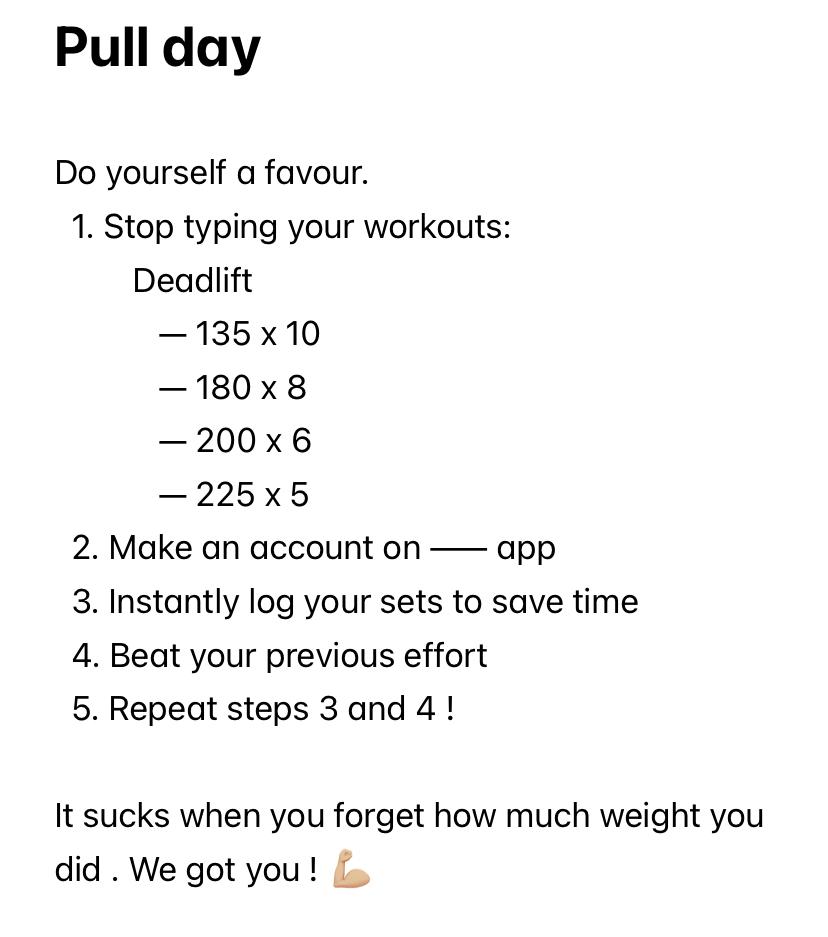 Pull day
Do yourself a favour.
1. Stop typing your workouts:
Deadlift
— 135 x 10
— 180 x 8
— 200 x 6
— 225 x 5
2. Make an account on —— app
3. Instantly log your sets to save time
4. Beat your previous effort
5. Repeat steps 3 and 4 !
It sucks when you forget how much weight you
did . We got you ! 💪🏼